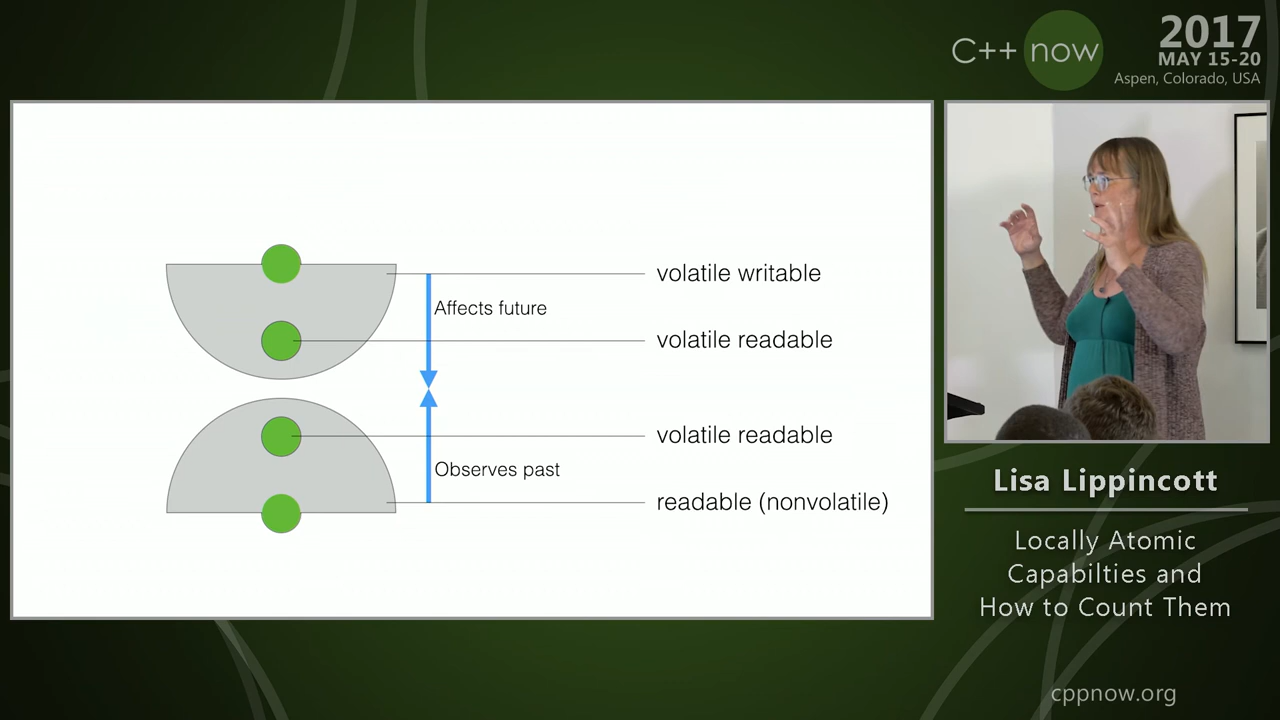 C++ now
2017
MAY 15-20
Aspen, Colorado, USA
volatile writable
Affects future
volatile readable
volatile readable
Observes past
readable (nonvolatile)
Lisa Lippincott
Locally Atomic
Capabilties and
How to Count Them
cppnow.org